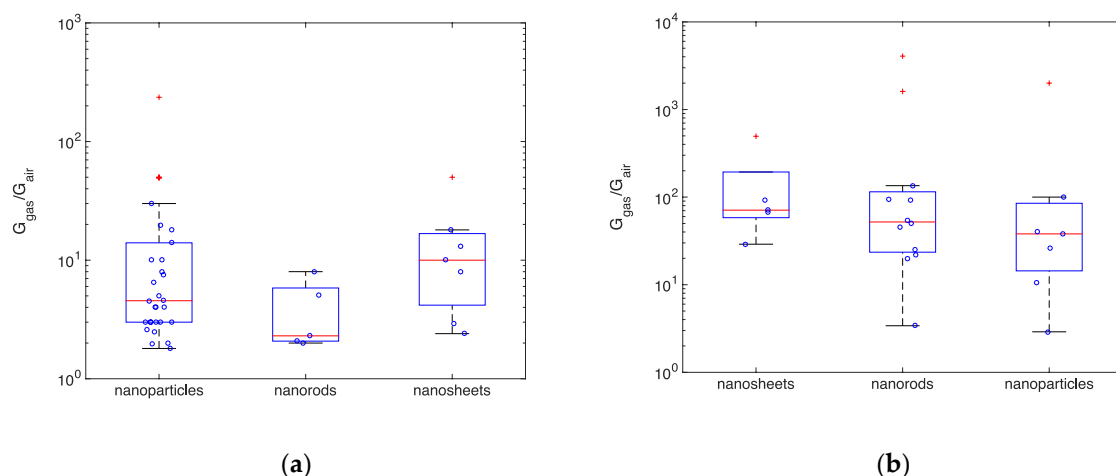 10^3
10^2
10^1
10^0
G_gas/G_air
nanoparticles nanorods nanosheets
(a)
10^4
10^3
10^2
10^1
10^0
G_gas/G_air
nanosheets nanorods nanoparticles
(b)